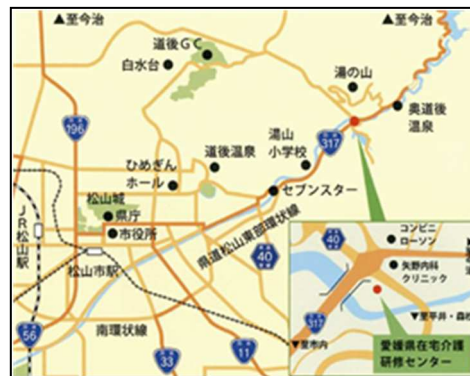 ▲至今治
▲至今治
道後GC
白水台
湯の山
奥道後
温泉
196
317
湯山
小学校
道後温泉
ひめぎん
ホール
セブンスター
松山城
県庁
市役所
JR松山駅
松山市駅
県道松山東部環状線
40
南環状線
56
33
11
40
コンビニ
ローソン
矢野内科
クリニック
317
▼至市内
▼至平井・森松
愛媛県在宅介護
研修センター